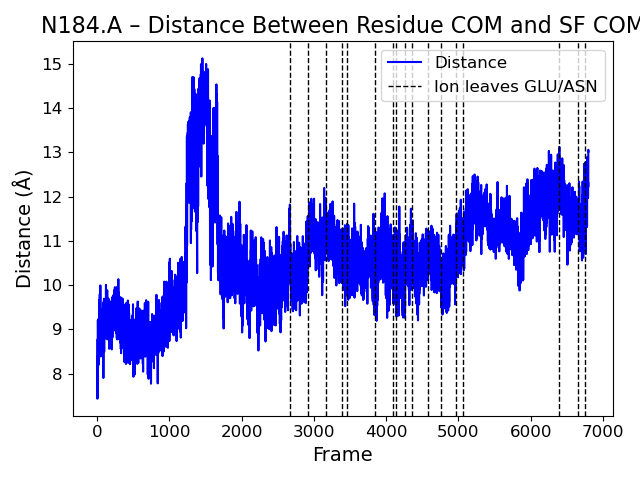 N184.A – Distance Between Residue COM and SF COM
Distance
Ion leaves GLU/ASN
Distance (Å)
15
14
13
12
11
10
9
8
0 1000 2000 3000 4000 5000 6000 7000
Frame